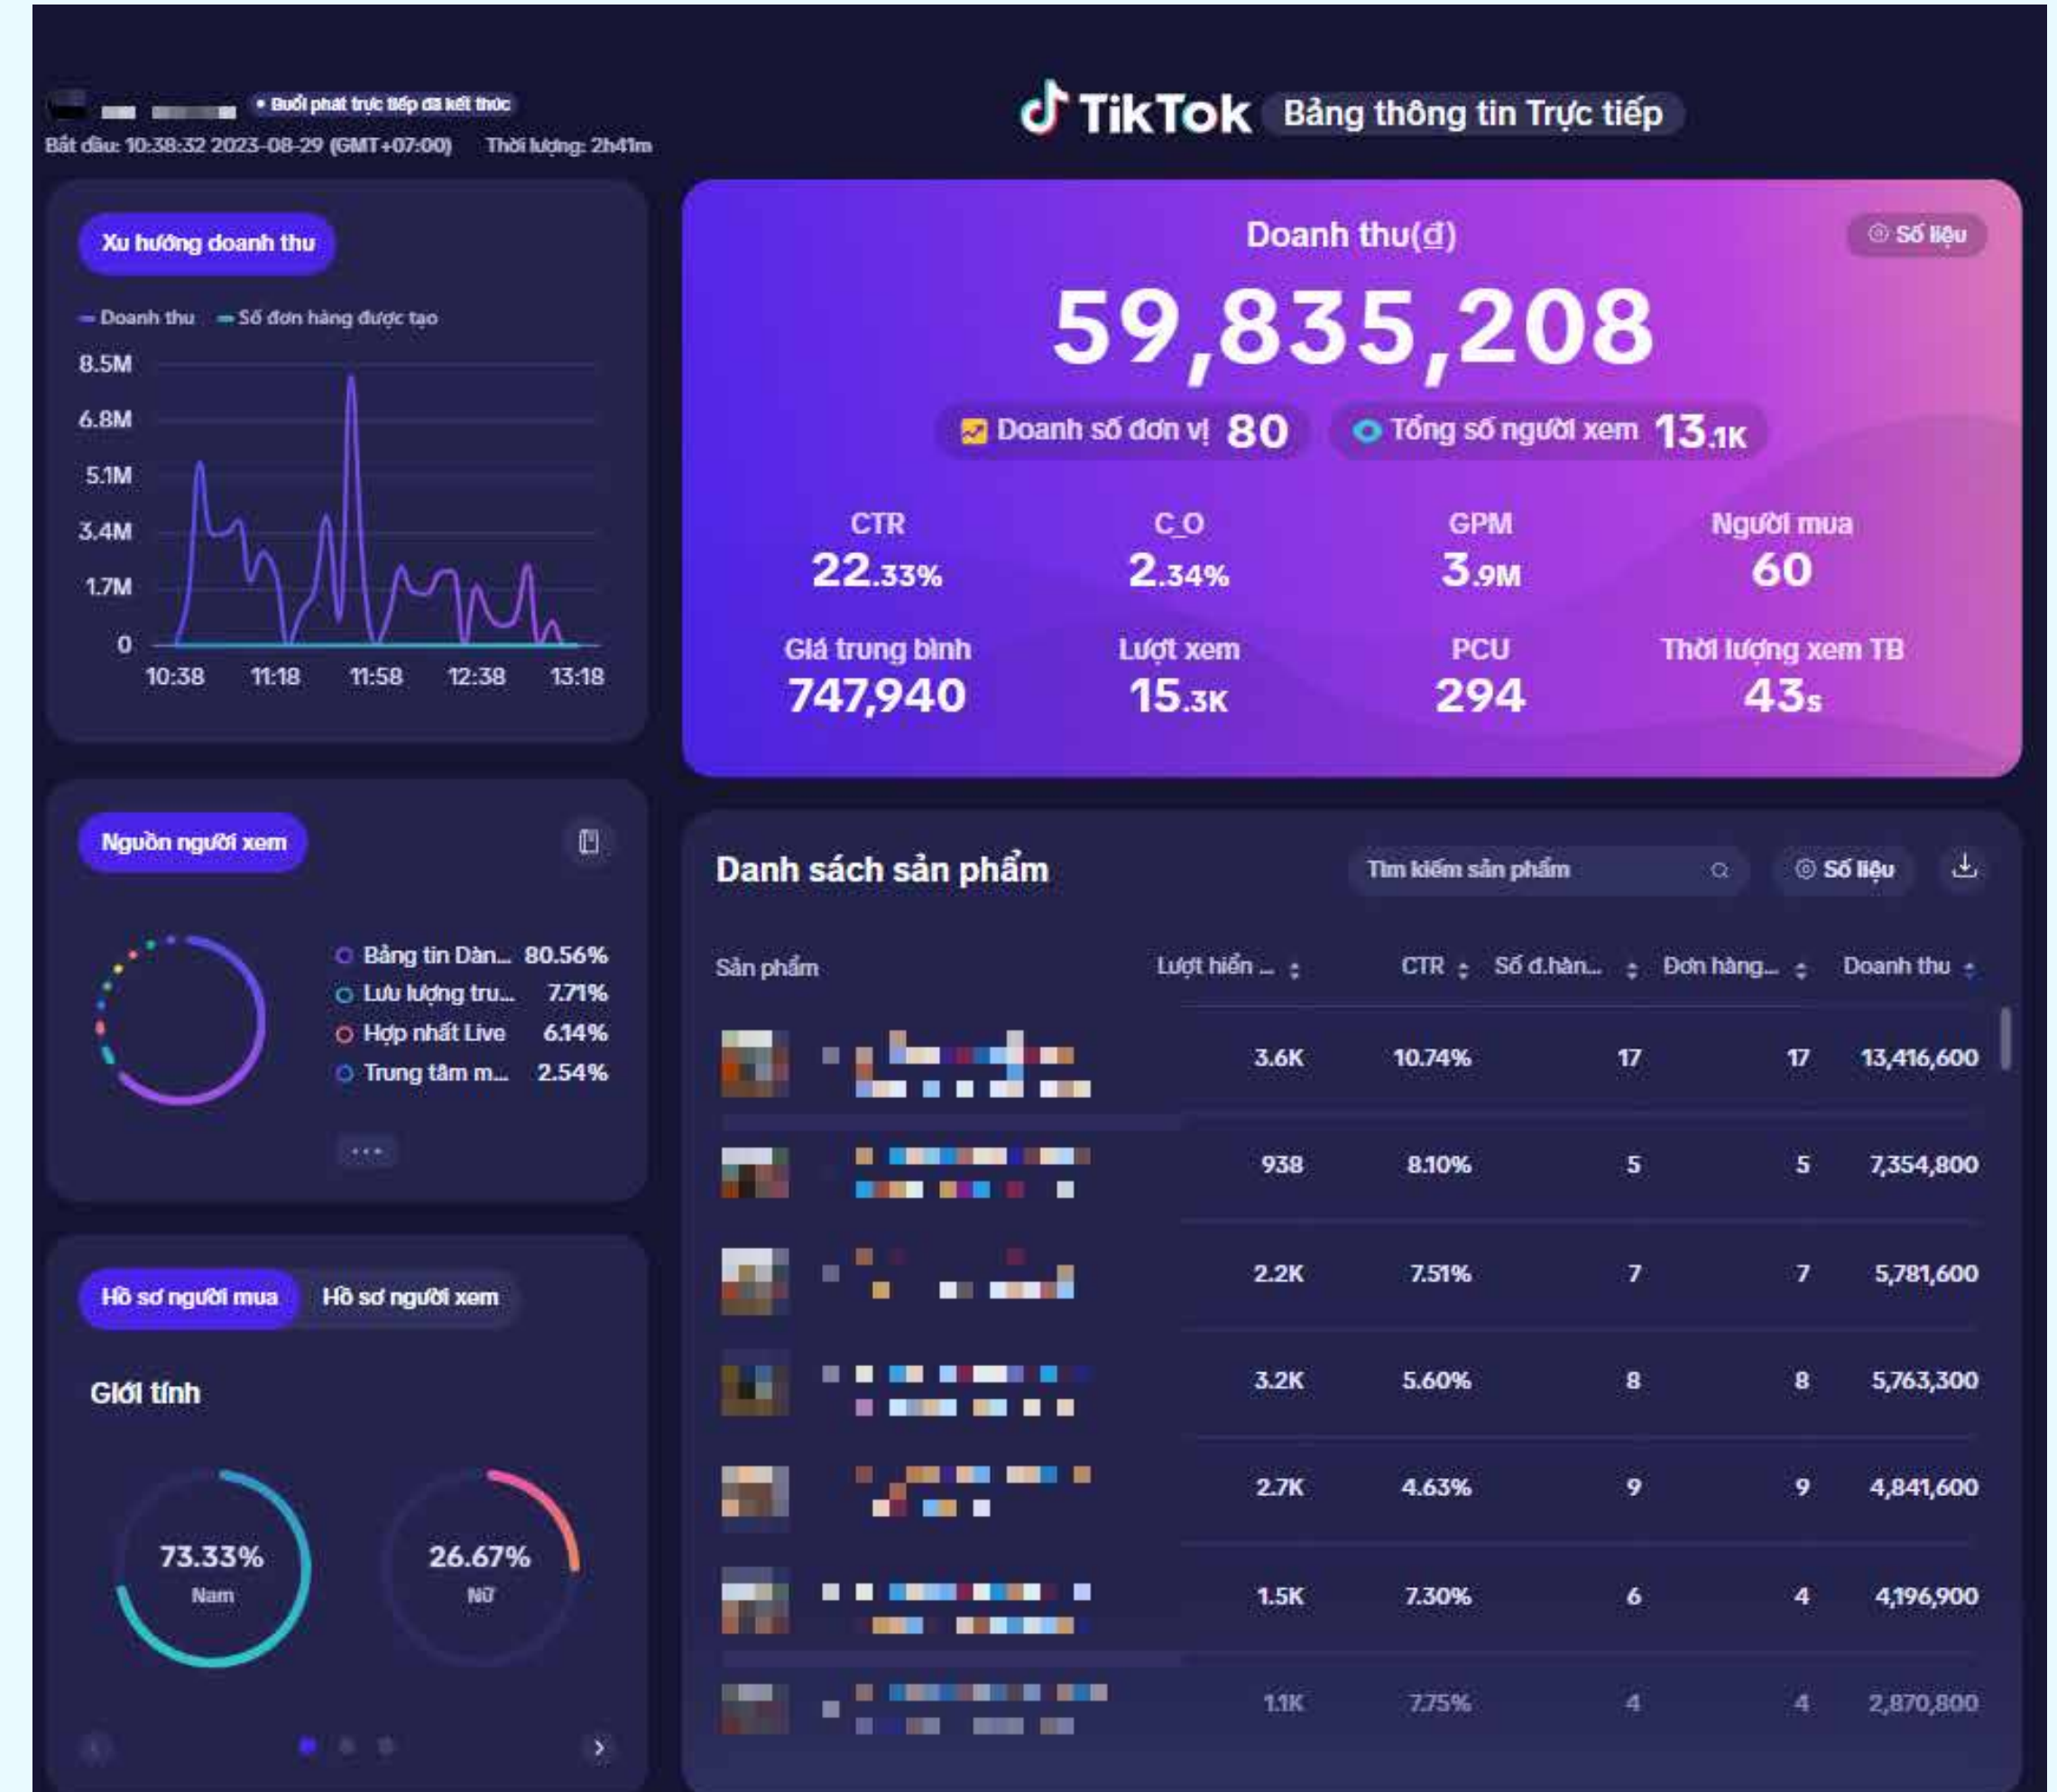 • Buổi phát trực tiếp đã kết thúc
Bắt đầu: 10:38:32 2023-08-29 (GMT+07:00) Thời lượng: 2h41m
TikTok Bảng thông tin Trực tiếp
Xu hướng doanh thu
Doanh thu Số đơn hàng được tạo
8.5M
6.8M
5.1M
3.4M
1.7M
0
10:38 11:18 11:58 12:38 13:18
Doanh thu(₫)
Số liệu
59,835,208
Doanh số đơn vị 80 Tổng số người xem 13.1K
CTR C_O GPM Người mua
22.33% 2.34% 3.9M 60
Giá trung bình Lượt xem PCU Thời lượng xem TB
747,940 15.3K 294 43s
Nguồn người xem
Bảng tin Dàn... 80.56%
Lưu lượng tru... 7.71%
Hợp nhất Live 6.14%
Trung tâm m... 2.54%
...
Hồ sơ người mua Hồ sơ người xem
Giới tính
73.33% 26.67%
Nam Nữ
Danh sách sản phẩm Tìm kiếm sản phẩm Số liệu
Sản phẩm Lượt hiển ... CTR Số đ.hàn... Đơn hàng... Doanh thu
3.6K 10.74% 17 17 13,416,600
938 8.10% 5 5 7,354,800
2.2K 7.51% 7 7 5,781,600
3.2K 5.60% 8 8 5,763,300
2.7K 4.63% 9 9 4,841,600
1.5K 7.30% 6 4 4,196,900
1.1K 7.75% 4 4 2,870,800